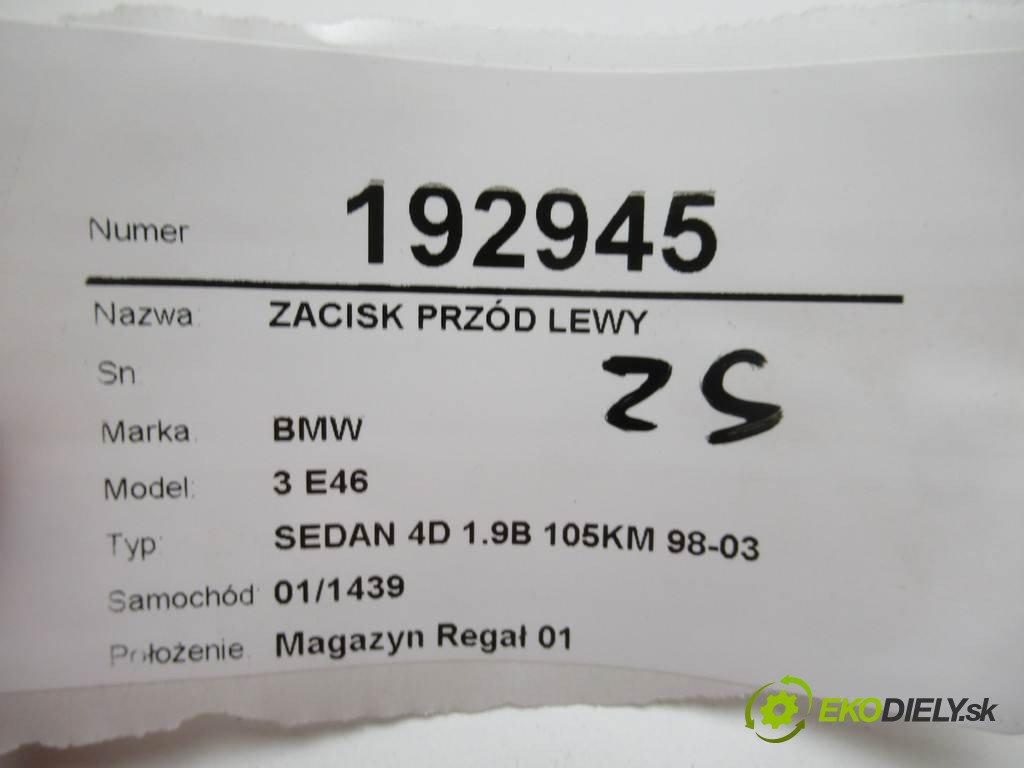 Numer 192945
Nazwa: ZACISK PRZÓD LEWY
Sn
25
Marka: BMW
Model: 3 E46
Typ: SEDAN 4D 1.9B 105KM 98-03
Samochód: 01/1439
Położenie: Magazyn Regał 01
EKODIELY.sk